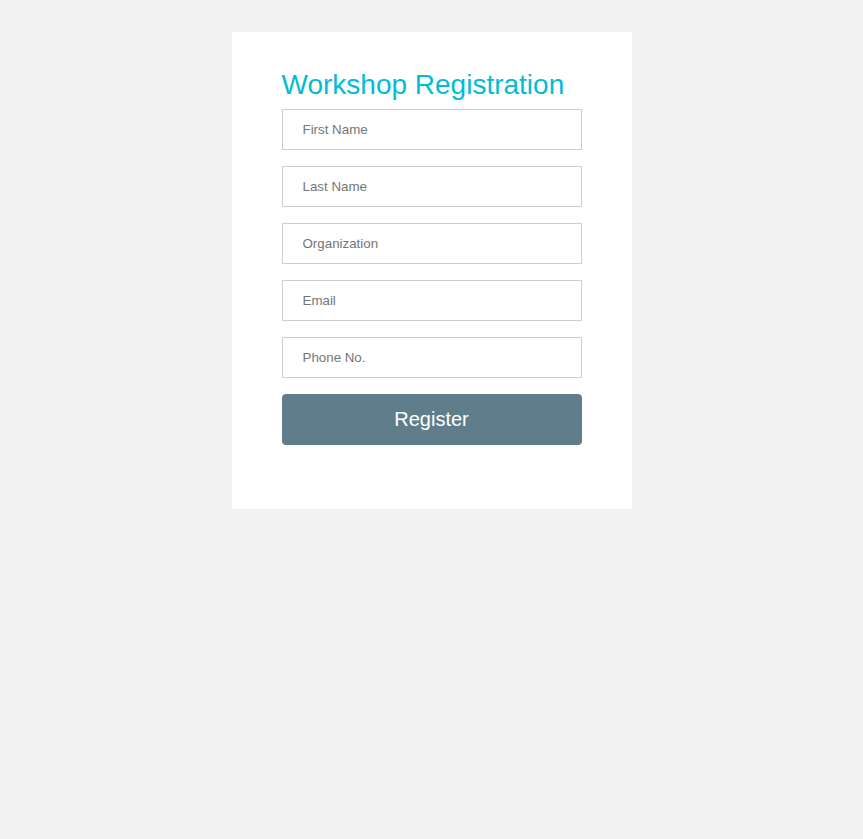 Workshop Registration
First Name
Last Name
Organization
Email
Phone No.
Register